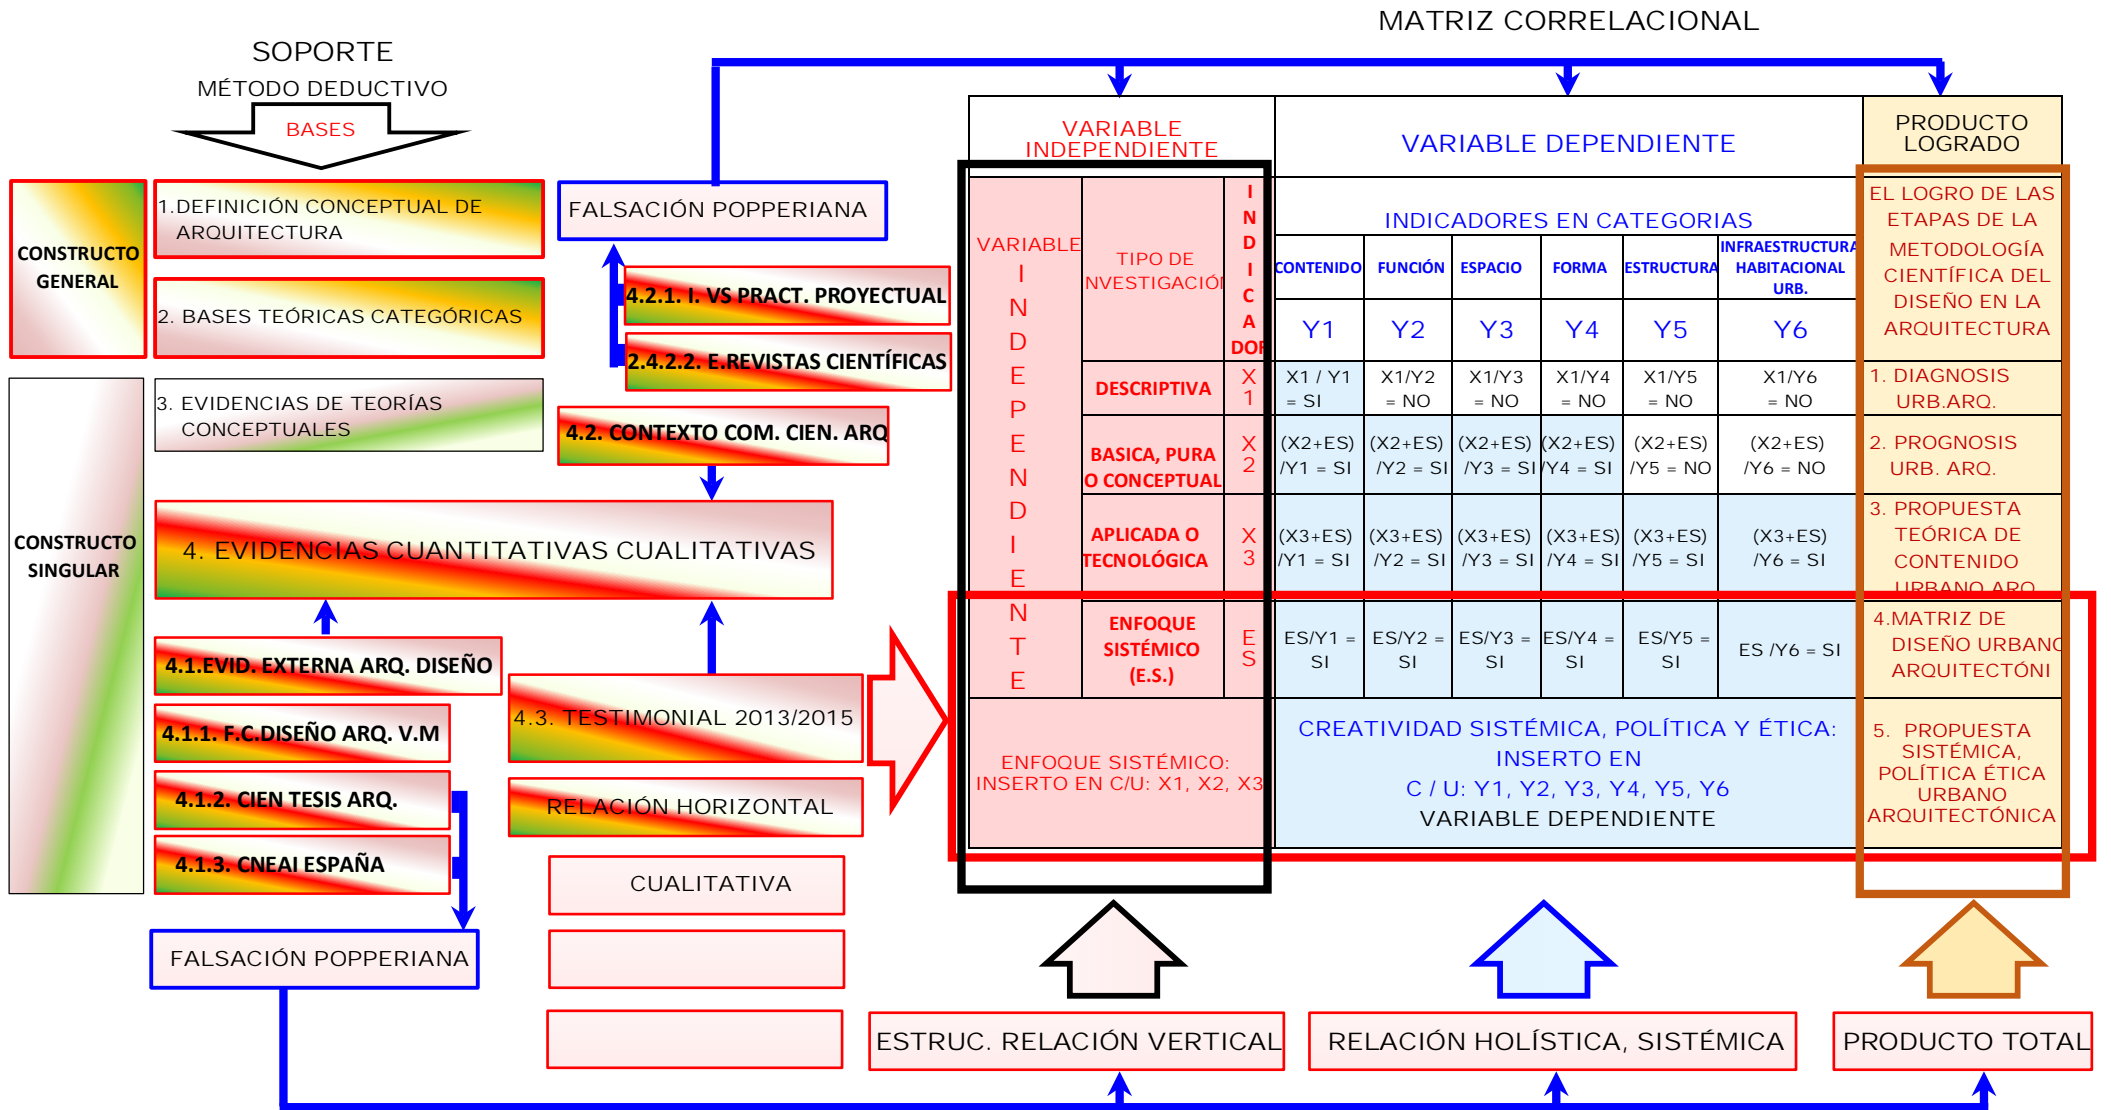 MATRIZ CORRELACIONAL
SOPORTE
MÉTODO DEDUCTIVO
BASES
CONSTRUCTO
GENERAL
1.DEFINICIÓN CONCEPTUAL DE
ARQUITECTURA
2. BASES TEÓRICAS CATEGÓRICAS
CONSTRUCTO
SINGULAR
3. EVIDENCIAS DE TEORÍAS
CONCEPTUALES
FALSACIÓN POPPERIANA
4.2.1. I. VS PRACT. PROYECTUAL
2.4.2.2. E.REVISTAS CIENTÍFICAS
4.2. CONTEXTO COM. CIEN. ARQ
4. EVIDENCIAS CUANTITATIVAS CUALITATIVAS
4.1.EVID. EXTERNA ARQ. DISEÑO
4.1.1. F.C.DISEÑO ARQ. V.M
4.1.2. CIEN TESIS ARQ.
4.1.3. CNEAI ESPAÑA
FALSACIÓN POPPERIANA
4.3. TESTIMONIAL 2013/2015
RELACIÓN HORIZONTAL
CUALITATIVA
VARIABLE
INDEPENDIENTE
VARIABLE DEPENDIENTE
PRODUCTO
LOGRADO
VARIABLE
I
N
D
E
P
E
N
D
I
E
N
T
E
TIPO DE
NVESTIGACIÓN
I
N
D
I
C
A
DOR
INDICADORES EN CATEGORIAS
CONTENIDO
FUNCIÓN
ESPACIO
FORMA
ESTRUCTURA
INFRAESTRUCTURA
HABITACIONAL
URB.
Y1
Y2
Y3
Y4
Y5
Y6
EL LOGRO DE LAS
ETAPAS DE LA
METODOLOGÍA
CIENTÍFICA DEL
DISEÑO EN LA
ARQUITECTURA
DESCRIPTIVA
X
1
X1 / Y1
= SI
X1/Y2
= NO
X1/Y3
= NO
X1/Y4
= NO
X1/Y5
= NO
X1/Y6
= NO
1. DIAGNOSIS
URB.ARQ.
BASICA, PURA
O CONCEPTUAL
X
2
(X2+ES)
/Y1 = SI
(X2+ES)
/Y2 = SI
(X2+ES)
/Y3 = SI
(X2+ES)
/Y4 = SI
(X2+ES)
/Y5 = NO
(X2+ES)
/Y6 = NO
2. PROGNOSIS
URB. ARQ.
APLICADA O
TECNOLÓGICA
X
3
(X3+ES)
/Y1 = SI
(X3+ES)
/Y2 = SI
(X3+ES)
/Y3 = SI
(X3+ES)
/Y4 = SI
(X3+ES)
/Y5 = SI
(X3+ES)
/Y6 = SI
3. PROPUESTA
TEÓRICA DE
CONTENIDO
URBANO ARQ
ENFOQUE
SISTÉMICO
(E.S.)
E
S
ES/Y1 =
SI
ES/Y2 =
SI
ES/Y3 =
SI
ES/Y4 =
SI
ES/Y5 =
SI
ES /Y6 = SI
4.MATRIZ DE
DISEÑO URBANO
ARQUITECTÓNI
ENFOQUE SISTÉMICO:
INSERTO EN C/U: X1, X2, X3
CREATIVIDAD SISTÉMICA, POLÍTICA Y ÉTICA:
INSERTO EN
C / U: Y1, Y2, Y3, Y4, Y5, Y6
VARIABLE DEPENDIENTE
5. PROPUESTA
SISTÉMICA,
POLÍTICA ÉTICA
URBANO
ARQUITECTÓNICA
ESTRUC. RELACIÓN VERTICAL
RELACIÓN HOLÍSTICA, SISTÉMICA
PRODUCTO TOTAL